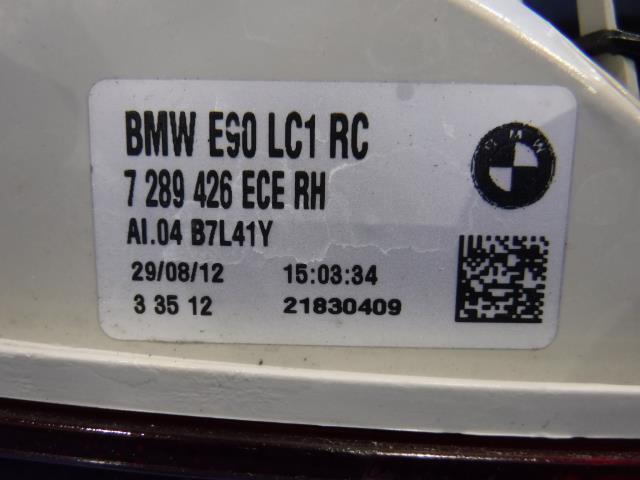 BMW E90 LC1 RC
BMW
7 289 426 ECE RH
AI.04 B7L41Y
29/08/12 15:03:34
3 35 12 21830409